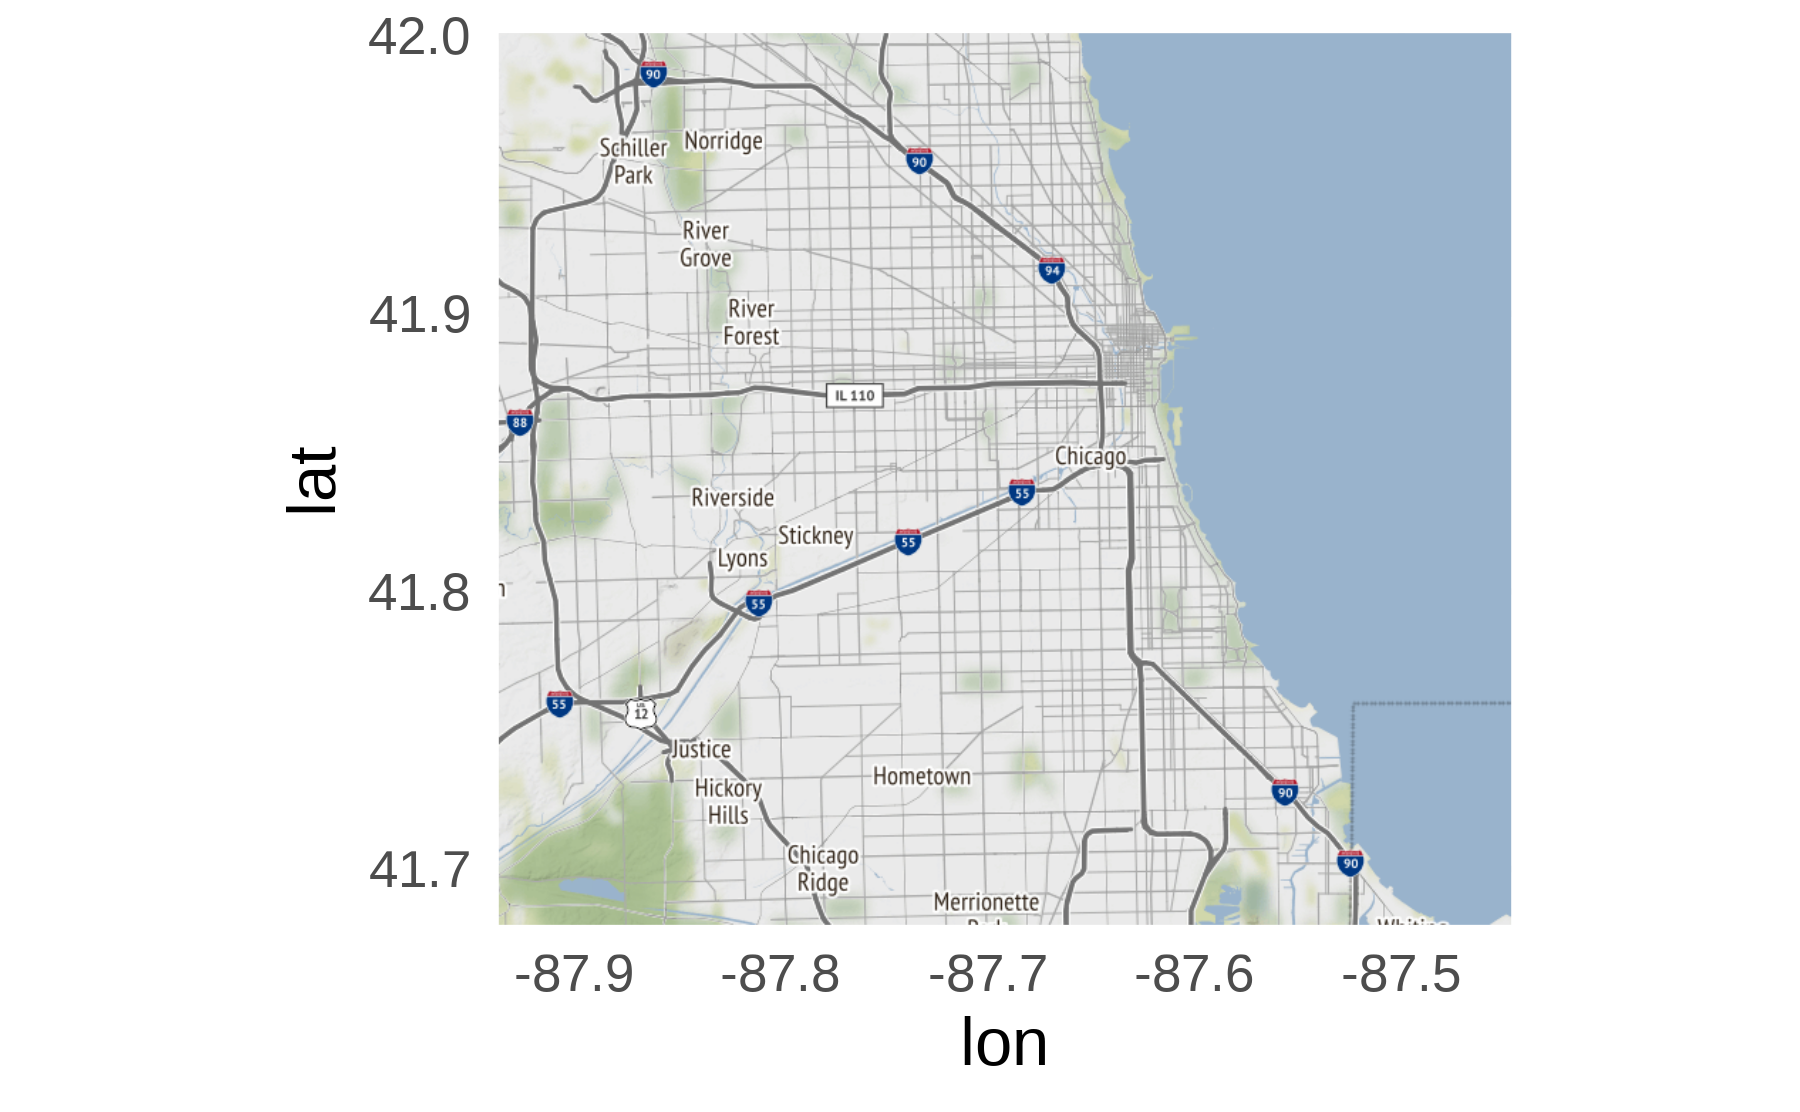 42.0
41.9
41.8
41.7
lat
90
Schiller
Park
Norridge
90
River
Grove
94
River
Forest
IL 110
88
Chicago
55
Riverside
Stickney
55
Lyons
55
n
55
US
12
Justice
Hometown
Hickory
Hills
90
Chicago
Ridge
90
Merrionette
-87.9
-87.8
-87.7
-87.6
-87.5
lon